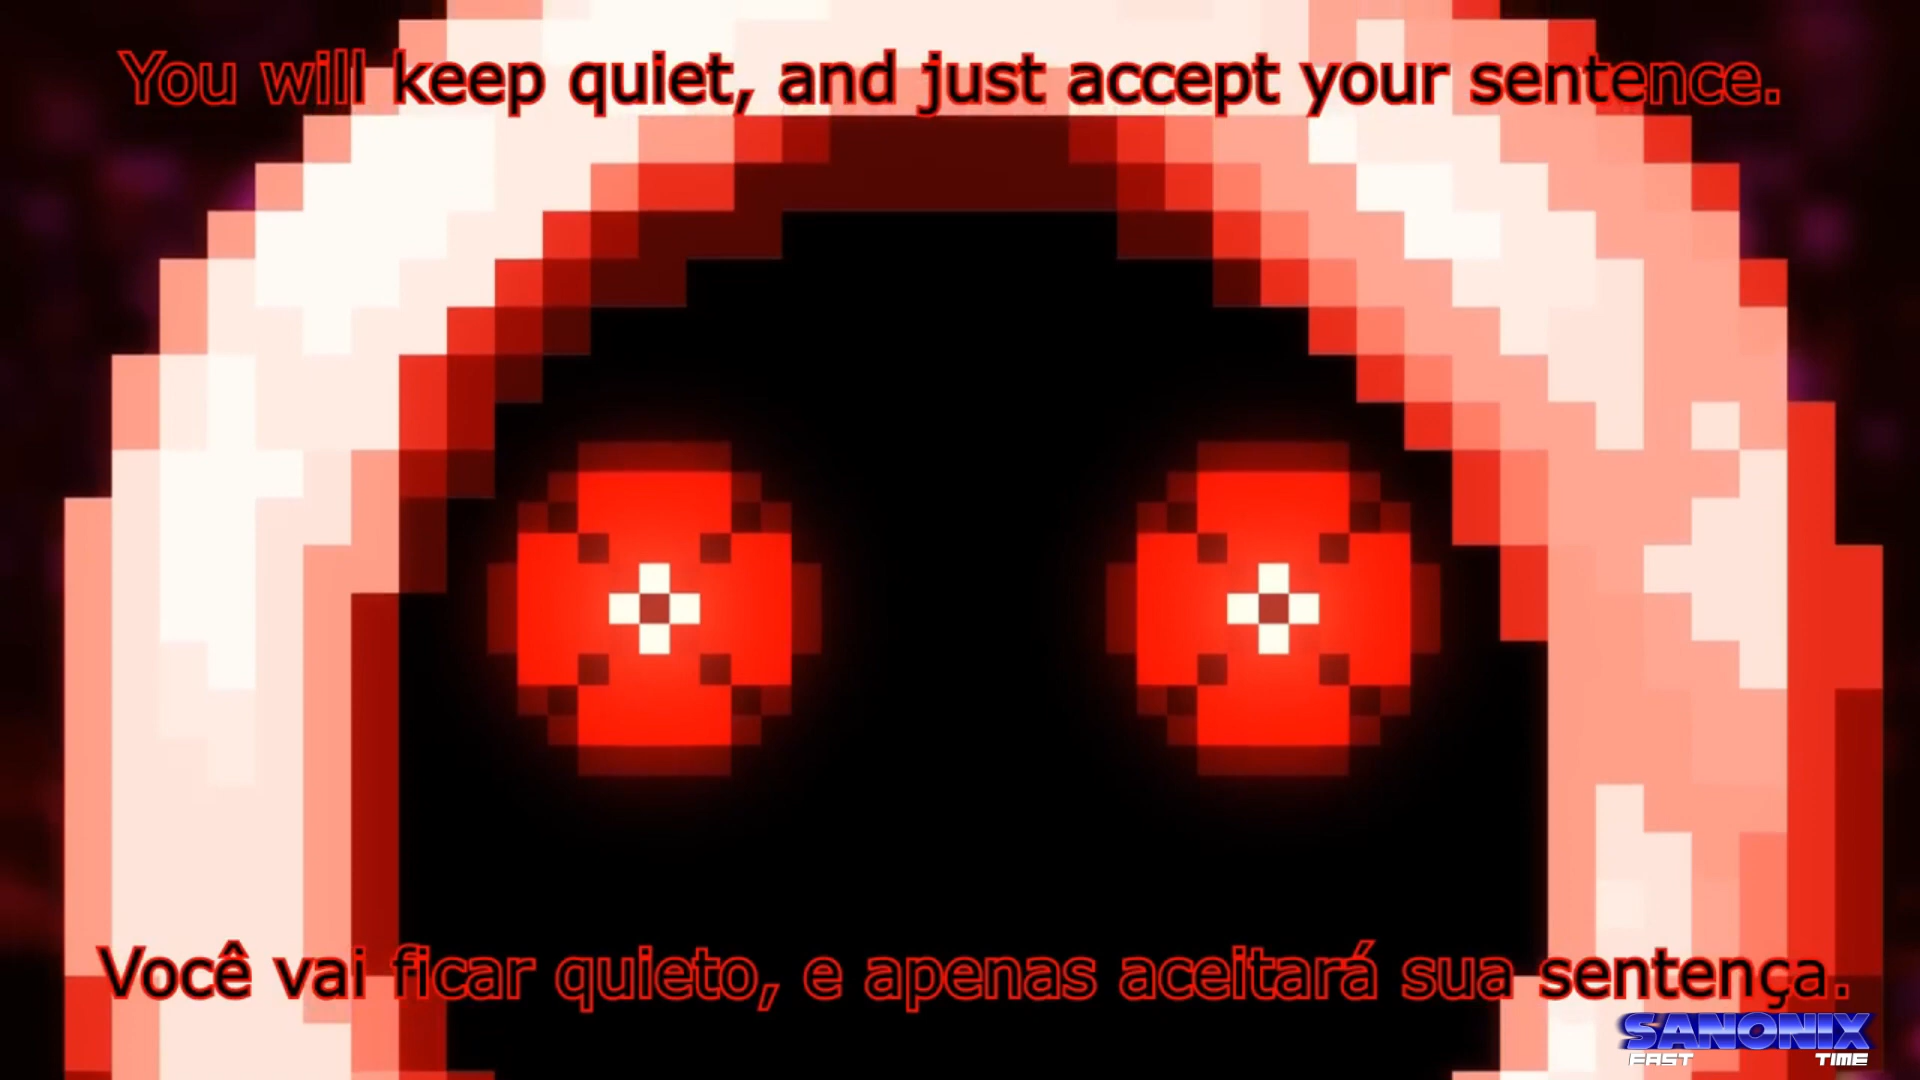 You will keep quiet, and just accept your sentence.
Você vai ficar quieto, e apenas aceitará sua sentença.
SANONIX
FAST TIME